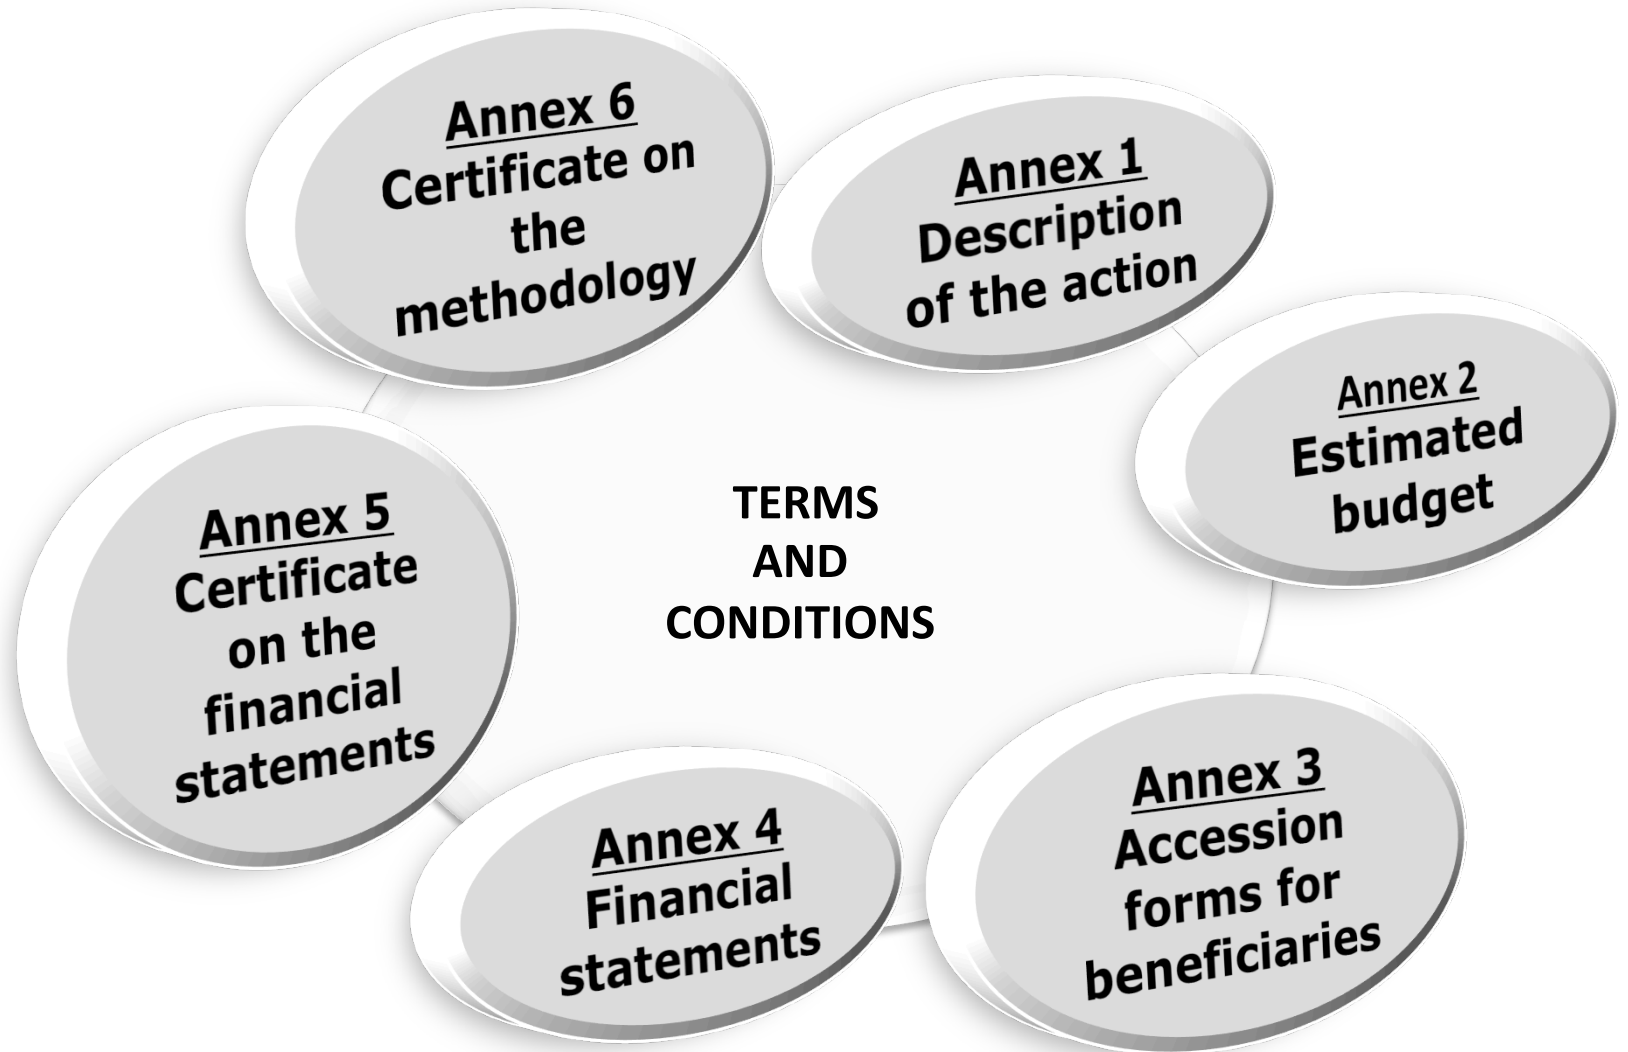 Annex 6
Certificate on
the
methodology
Annex 1
Description
of the action
Annex 2
Estimated
budget
TERMS
AND
CONDITIONS
Annex 5
Certificate
on the
financial
statements
Annex 4
Financial
statements
Annex 3
Accession
forms for
beneficiaries